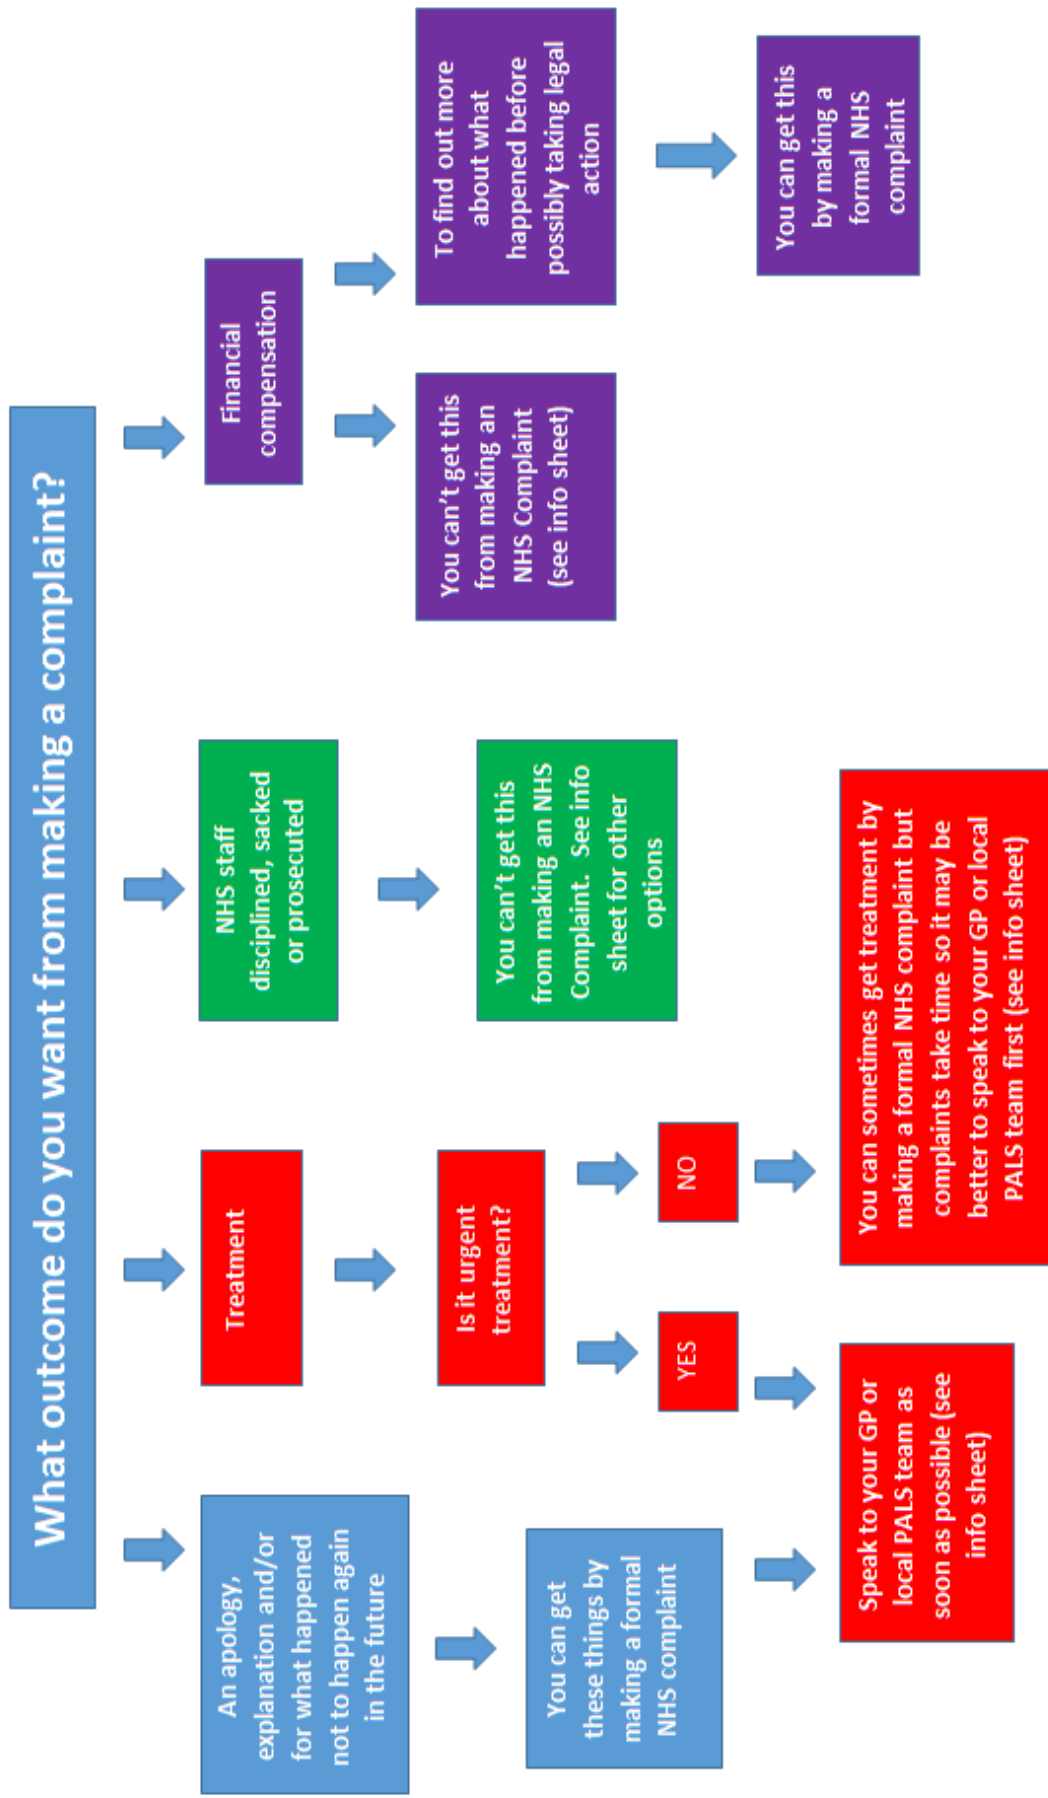 What outcome do you want from making a complaint?
An apology,
explanation and/or
for what happened
not to happen again
in the future
You can get
these things by
making a formal
NHS complaint
Treatment
Is it urgent
treatment?
YES
NO
Speak to your GP or
local PALS team as
soon as possible (see
info sheet)
You can sometimes get treatment by
making a formal NHS complaint but
complaints take time so it may be
better to speak to your GP or local
PALS team first (see info sheet)
NHS staff
disciplined, sacked
or prosecuted
You can't get this
from making an NHS
Complaint. See info
sheet for other
options
Financial
compensation
You can't get this
from making an
NHS Complaint
(see info sheet)
To find out more
about what
happened before
possibly taking legal
action
You can get this
by making a
formal NHS
complaint